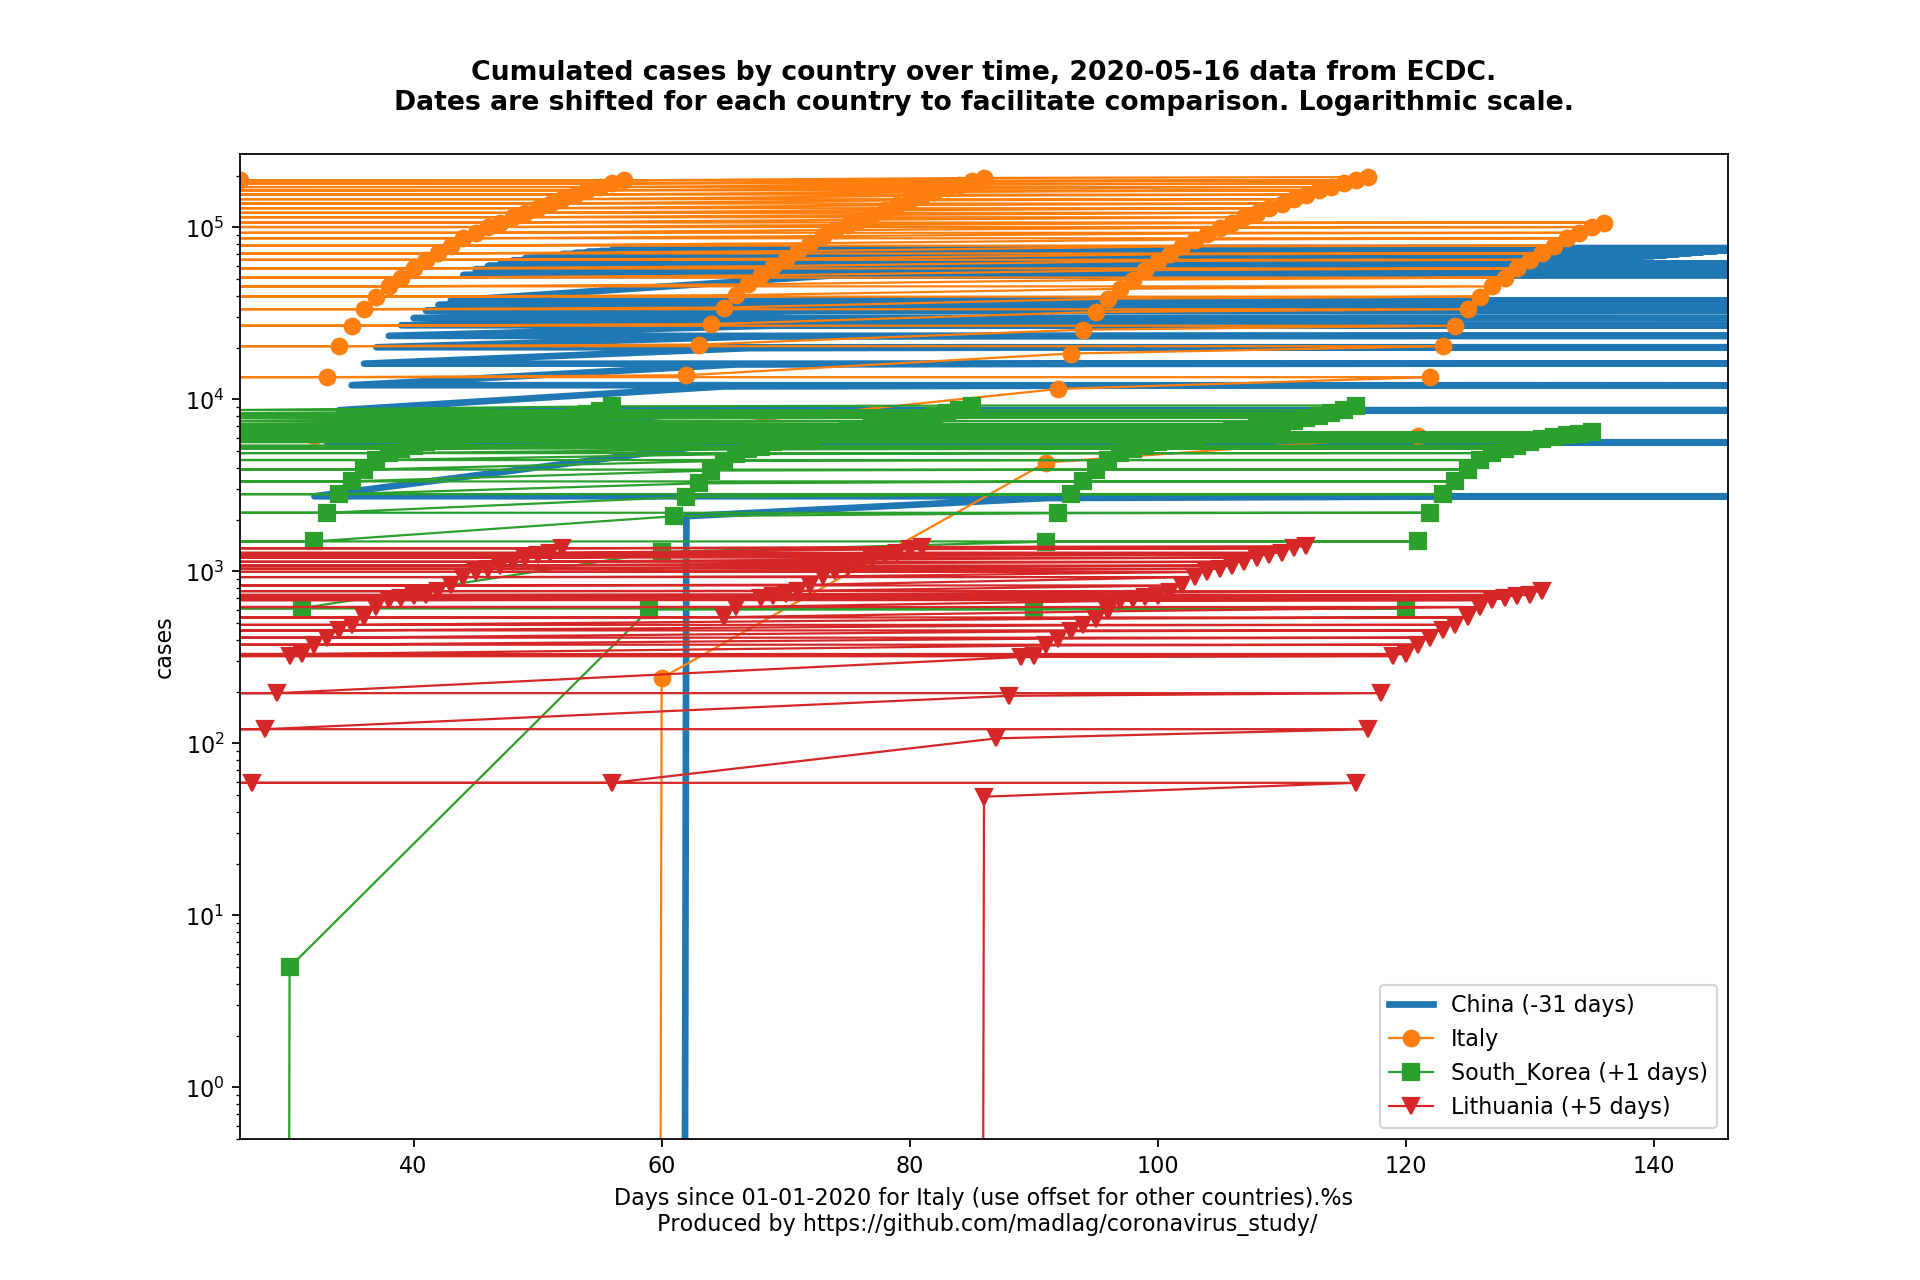 Cumulated cases by country over time, 2020-05-16 data from ECDC.
Dates are shifted for each country to facilitate comparison. Logarithmic scale.
10^5
10^4
10^3
10^2
10^1
10^0
cases
China (-31 days)
Italy
South_Korea (+1 days)
Lithuania (+5 days)
40 60 80 100 120 140
Days since 01-01-2020 for Italy (use offset for other countries).%s
Produced by https://github.com/madlag/coronavirus_study/